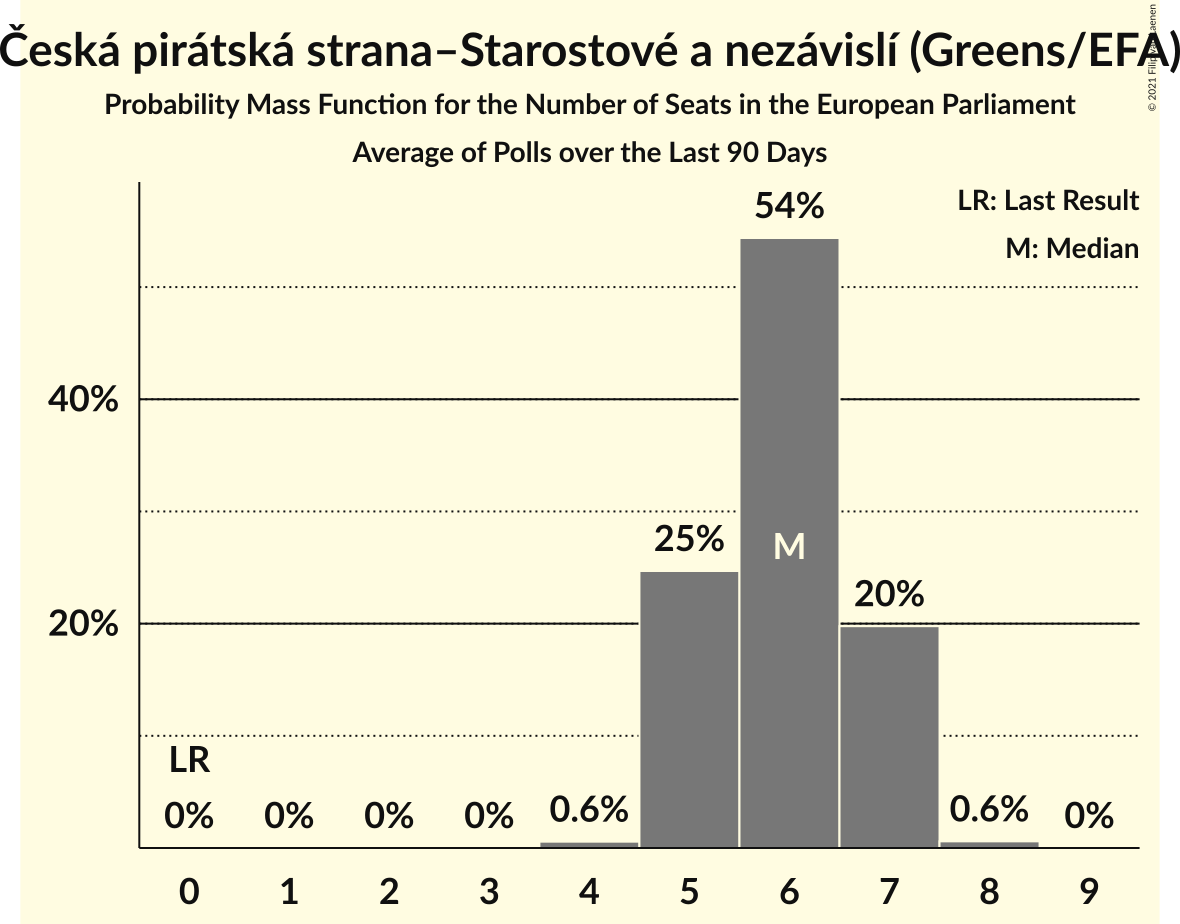 Česká pirátská strana–Starostové a nezávislí (Greens/EFA)
Probability Mass Function for the Number of Seats in the European Parliament
Average of Polls over the Last 90 Days
LR: Last Result
M: Median
54%
40%
25%
M
20%
20%
LR
0% 0% 0% 0% 0.6% 0.6% 0%
0 1 2 3 4 5 6 7 8 9
© 2021